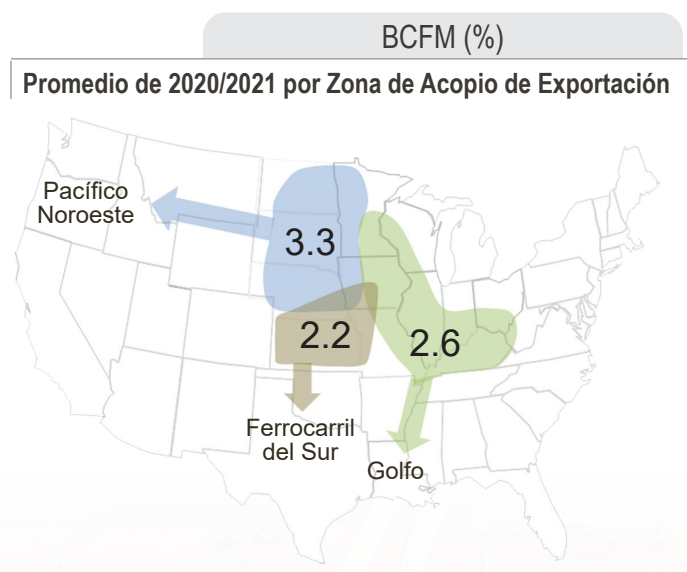 BCFM (%)
Promedio de 2020/2021 por Zona de Acopio de Exportación
Pacífico
Noroeste
3.3
2.2
2.6
Ferrocarril
del Sur
Golfo